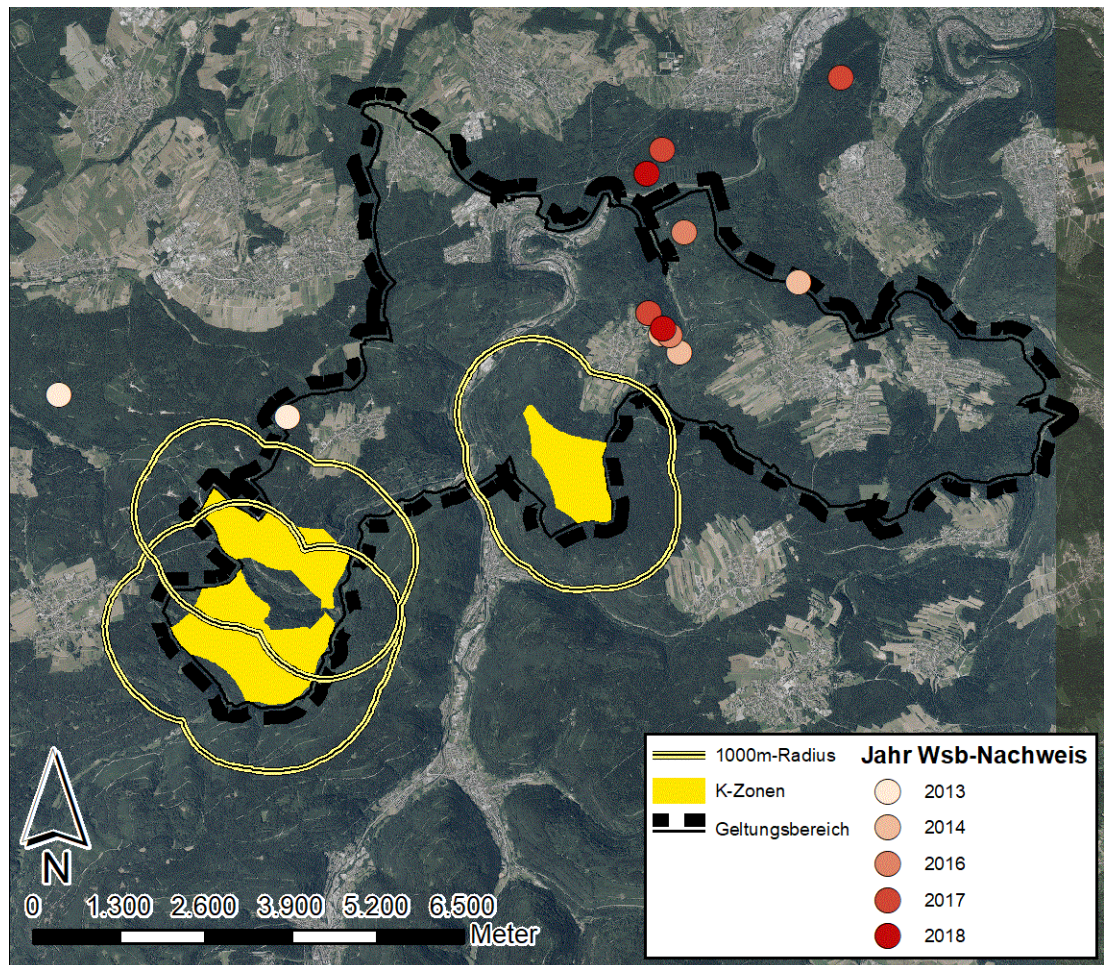 1000m-Radius
K-Zonen
Geltungsbereich
Jahr Wsb-Nachweis
2013
2014
2016
2017
2018
N
0 1.300 2.600 3.900 5.200 6.500
Meter